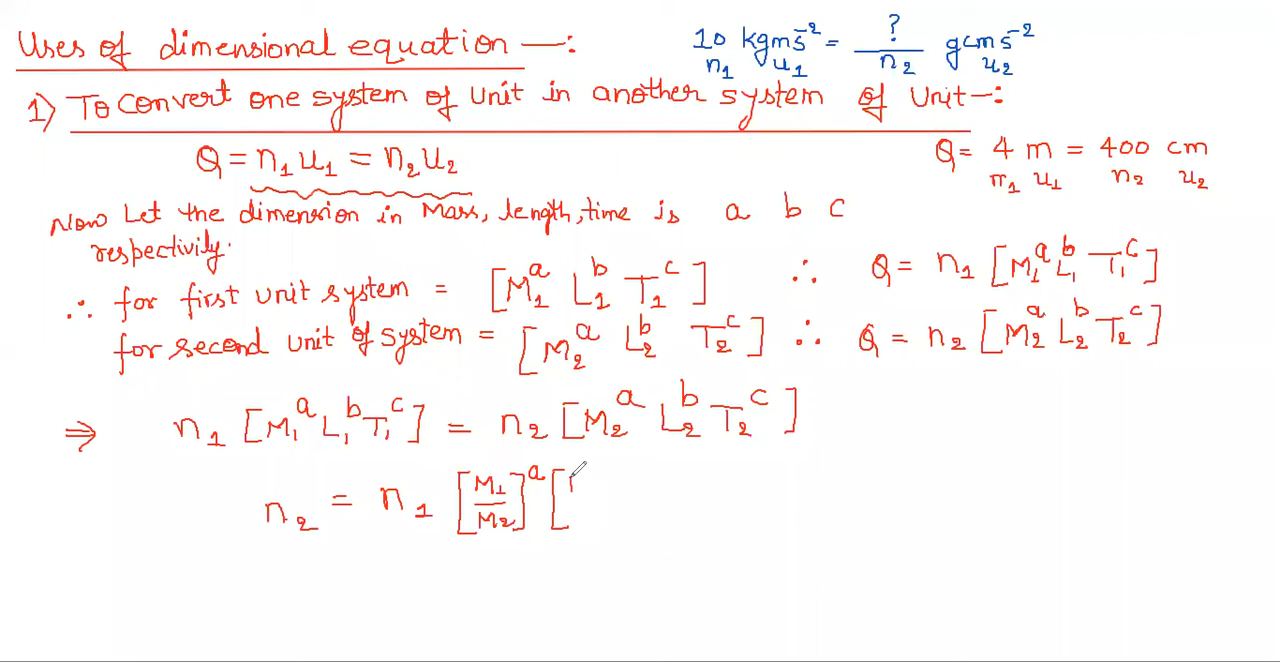 Uses of dimensional equation —:
10 kgms⁻² = ? gcms⁻²
n₁ u₁ n₂ u₂
1) To convert one system of unit in another system of Unit —:
Q = n₁u₁ = n₂u₂
Q = 4 m = 400 cm
n₁ u₁ n₂ u₂
Now Let the dimension in Mass, length, time is a b c
respectivily.
∴ for first unit system = [M₁ᵃ L₁ᵇ T₁ᶜ] ∴ Q = n₁ [M₁ᵃ L₁ᵇ T₁ᶜ]
for second unit of system = [M₂ᵃ L₂ᵇ T₂ᶜ] ∴ Q = n₂ [M₂ᵃ L₂ᵇ T₂ᶜ]
⇒ n₁ [M₁ᵃ L₁ᵇ T₁ᶜ] = n₂ [M₂ᵃ L₂ᵇ T₂ᶜ]
n₂ = n₁ [M₁/M₂]ᵃ [